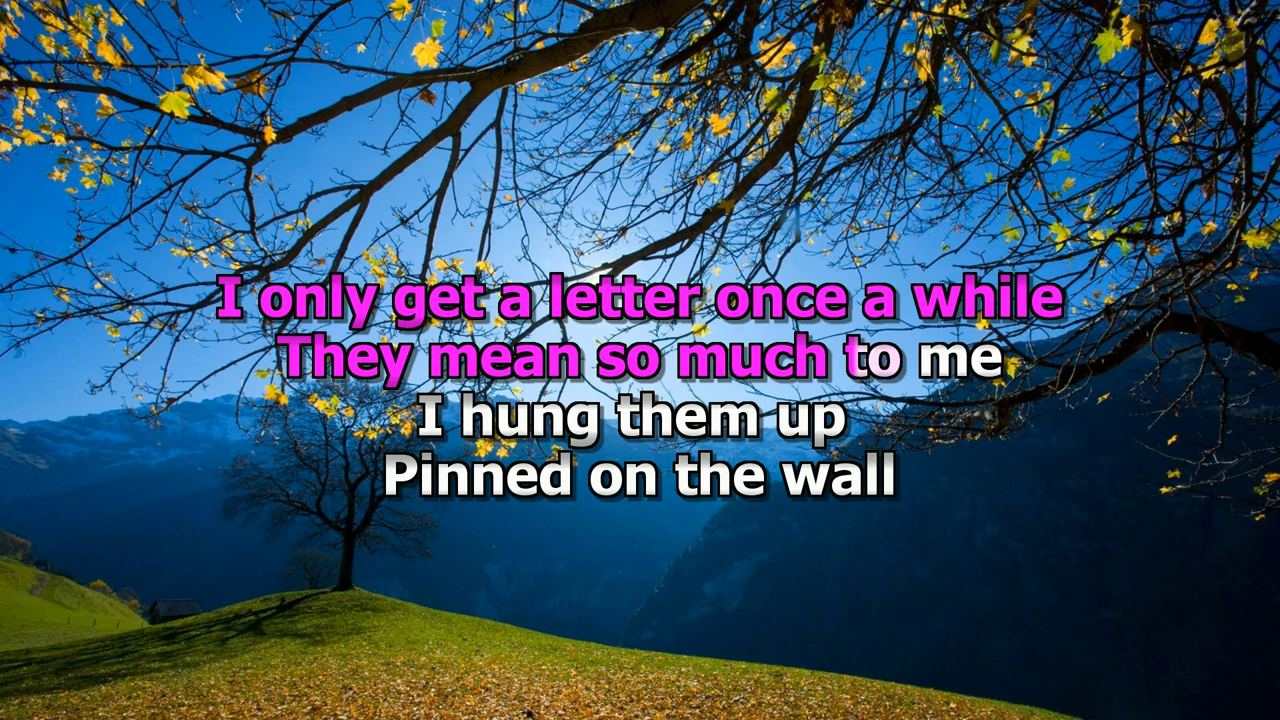 I only get a letter once a while
They mean so much to me
I hung them up
Pinned on the wall